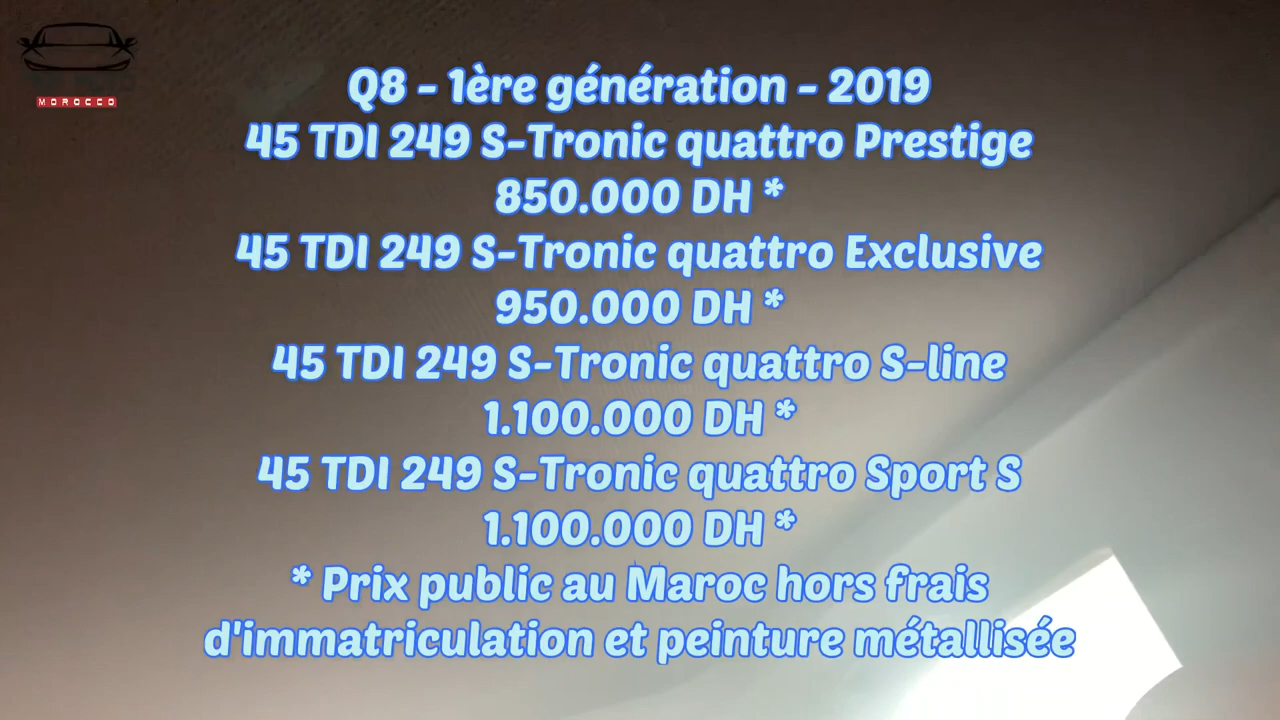 MOROCCO
Q8 - 1ère génération - 2019
45 TDI 249 S-Tronic quattro Prestige
850.000 DH *
45 TDI 249 S-Tronic quattro Exclusive
950.000 DH *
45 TDI 249 S-Tronic quattro S-line
1.100.000 DH *
45 TDI 249 S-Tronic quattro Sport S
1.100.000 DH *
* Prix public au Maroc hors frais
d'immatriculation et peinture métallisée